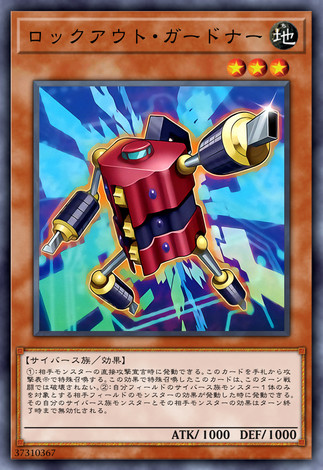 ロックアウト・ガードナー 地
【サイバース族/効果】
①:相手モンスターの直接攻撃宣言時に発動できる。このカードを手札から攻
撃表示で特殊召喚する。この効果で特殊召喚したこのカードは、このターン戦
闘では破壊されない。②:自分フィールドのサイバース族モンスター1体のみ
を対象とする相手フィールドのモンスターの効果が発動した時に発動できる。
その自分のサイバース族モンスターとその相手モンスターの効果はターン終
了時まで無効化される。
ATK/1000 DEF/1000
37310367